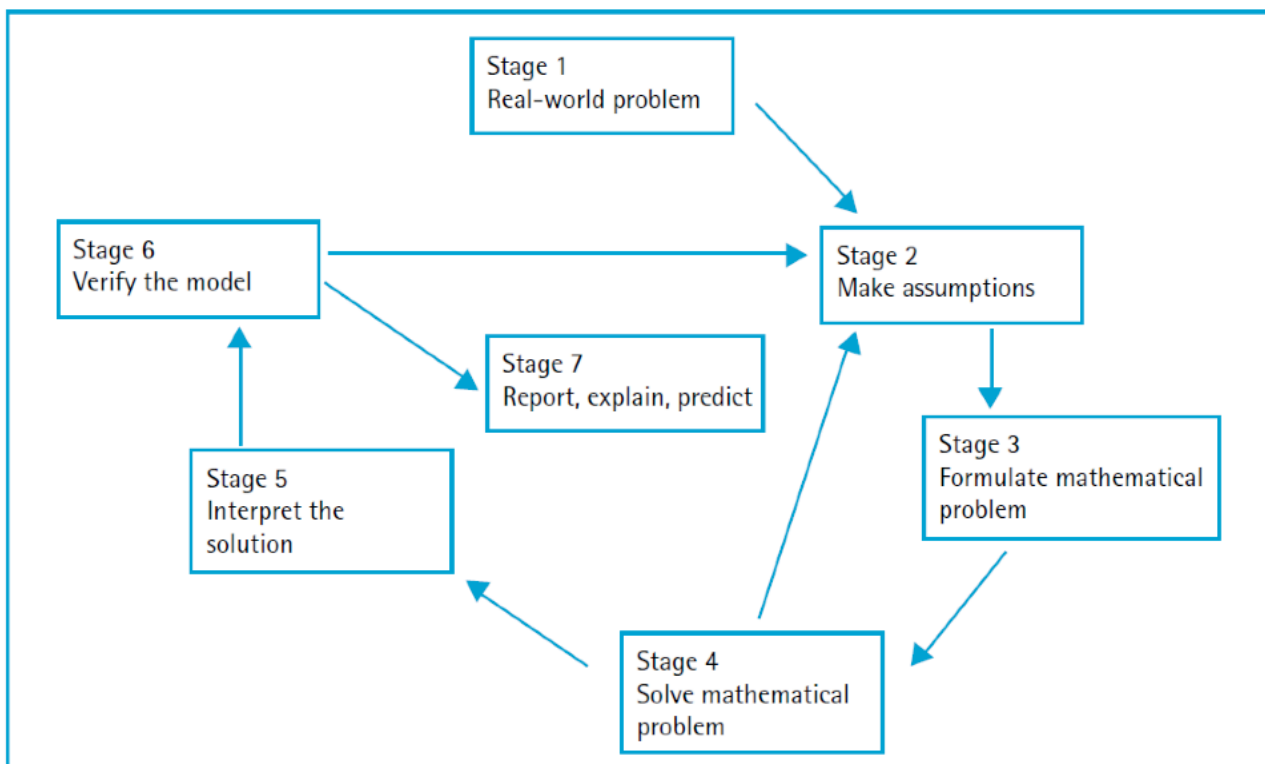 Stage 1
Real-world problem
Stage 2
Make assumptions
Stage 3
Formulate mathematical
problem
Stage 4
Solve mathematical
problem
Stage 5
Interpret the
solution
Stage 6
Verify the model
Stage 7
Report, explain, predict